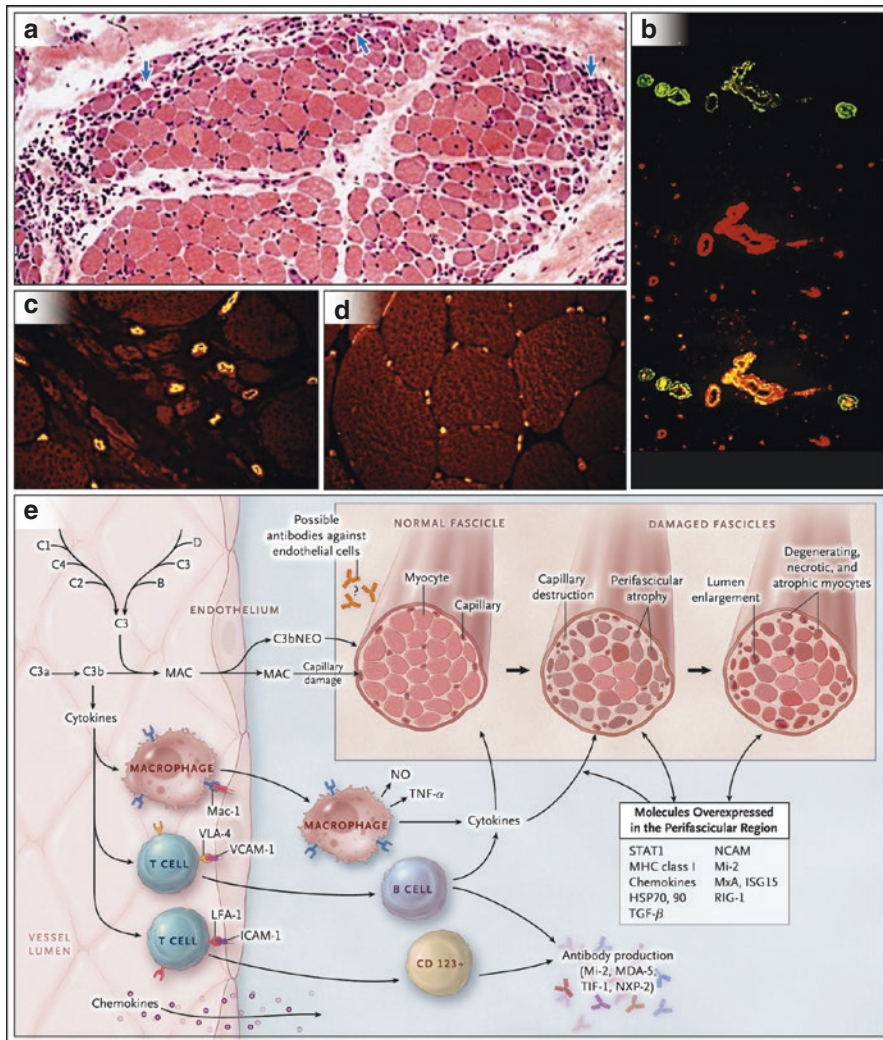 a
b
c
d
e
Possible
antibodies against
endothelial cells
?
NORMAL FASCICLE
DAMAGED FASCICLES
Myocyte
Capillary
Capillary
destruction
Perifascicular
atrophy
Lumen
enlargement
Degenerating,
necrotic, and
atrophic myocytes
C1
C4
C2
D
C3
B
C3
ENDOTHELIUM
C3bNEO
C3a
C3b
MAC
MAC
Capillary
damage
Cytokines
MACROPHAGE
Mac-1
NO
TNF-α
MACROPHAGE
Cytokines
VLA-4
VCAM-1
T CELL
B CELL
LFA-1
ICAM-1
T CELL
CD 123+
VESSEL
LUMEN
Chemokines
Antibody production
(Mi-2, MDA-5,
TIF-1, NXP-2)
Molecules Overexpressed
in the Perifascicular Region
STAT1 NCAM
MHC class I Mi-2
Chemokines MxA, ISG15
HSP70, 90 RIG-1
TGF-β